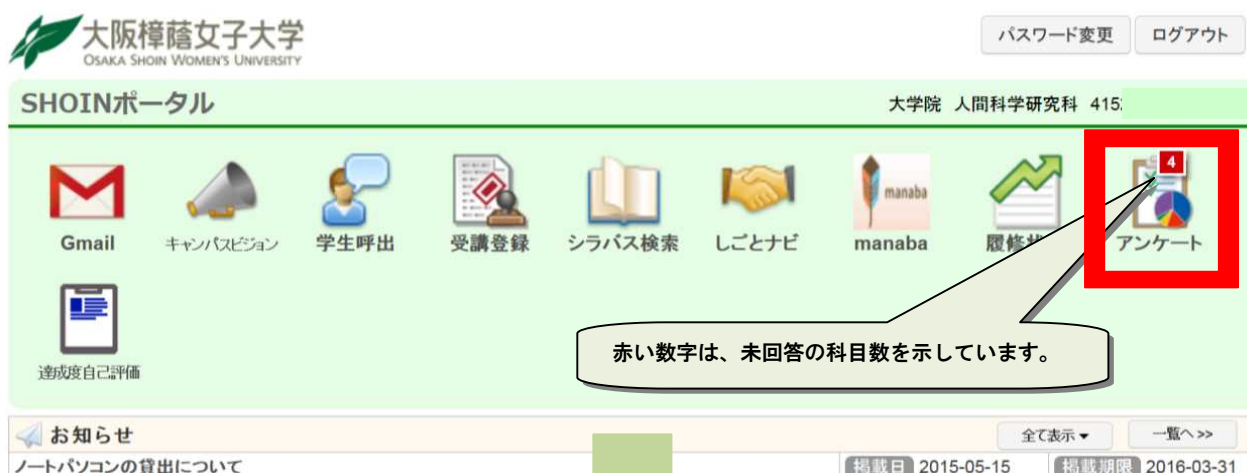 大阪樟蔭女子大学
OSAKA SHOIN WOMEN'S UNIVERSITY
パスワード変更 ログアウト
SHOINポータル 大学院 人間科学研究科 415
4
manaba
Gmail キャンパスビジョン 学生呼出 受講登録 シラバス検索 しごとナビ manaba 履修 アンケート
赤い数字は、未回答の科目数を示しています。
達成度自己評価
お知らせ 全て表示▼ 一覧へ >>
ノートパソコンの貸出について 掲載日 2015-05-15 掲載期限 2016-03-31